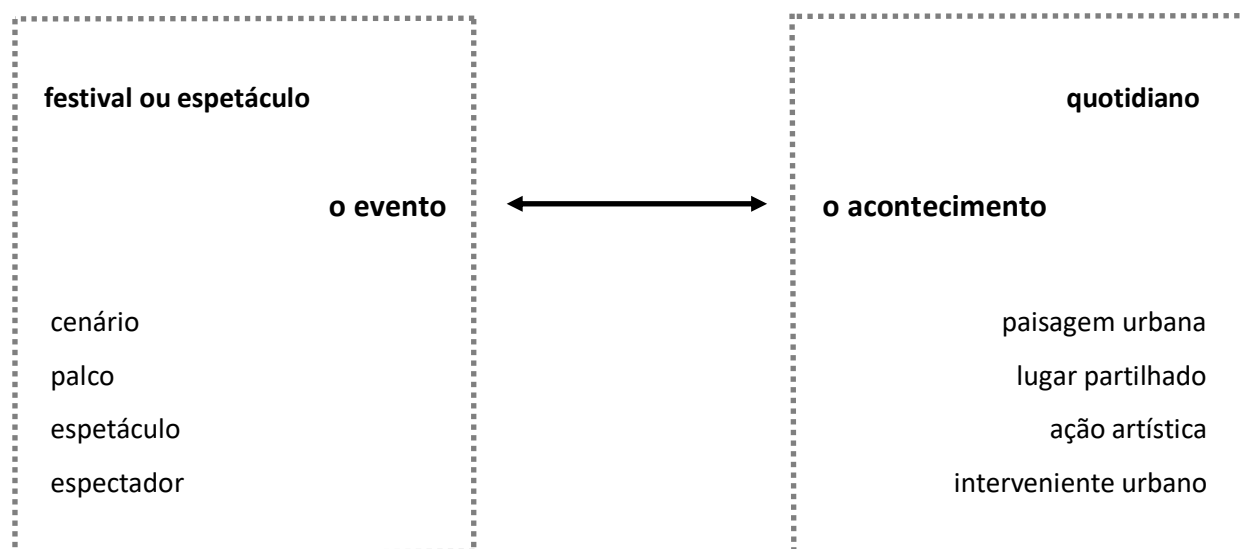 festival ou espetáculo
quotidiano
o evento
o acontecimento
cenário
paisagem urbana
palco
lugar partilhado
espetáculo
ação artística
espectador
interveniente urbano